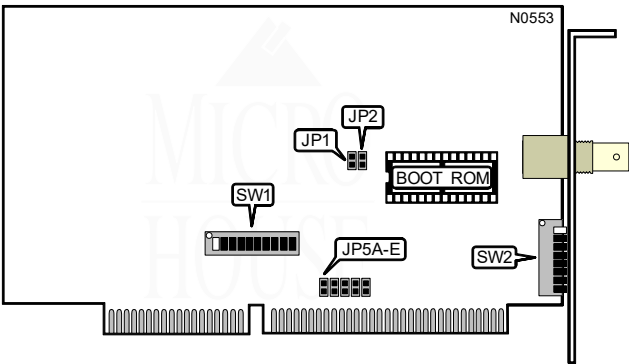 N0553
JP2
JP1
BOOT ROM
SW1
JP5A-E
SW2
MICRO
HOUSE